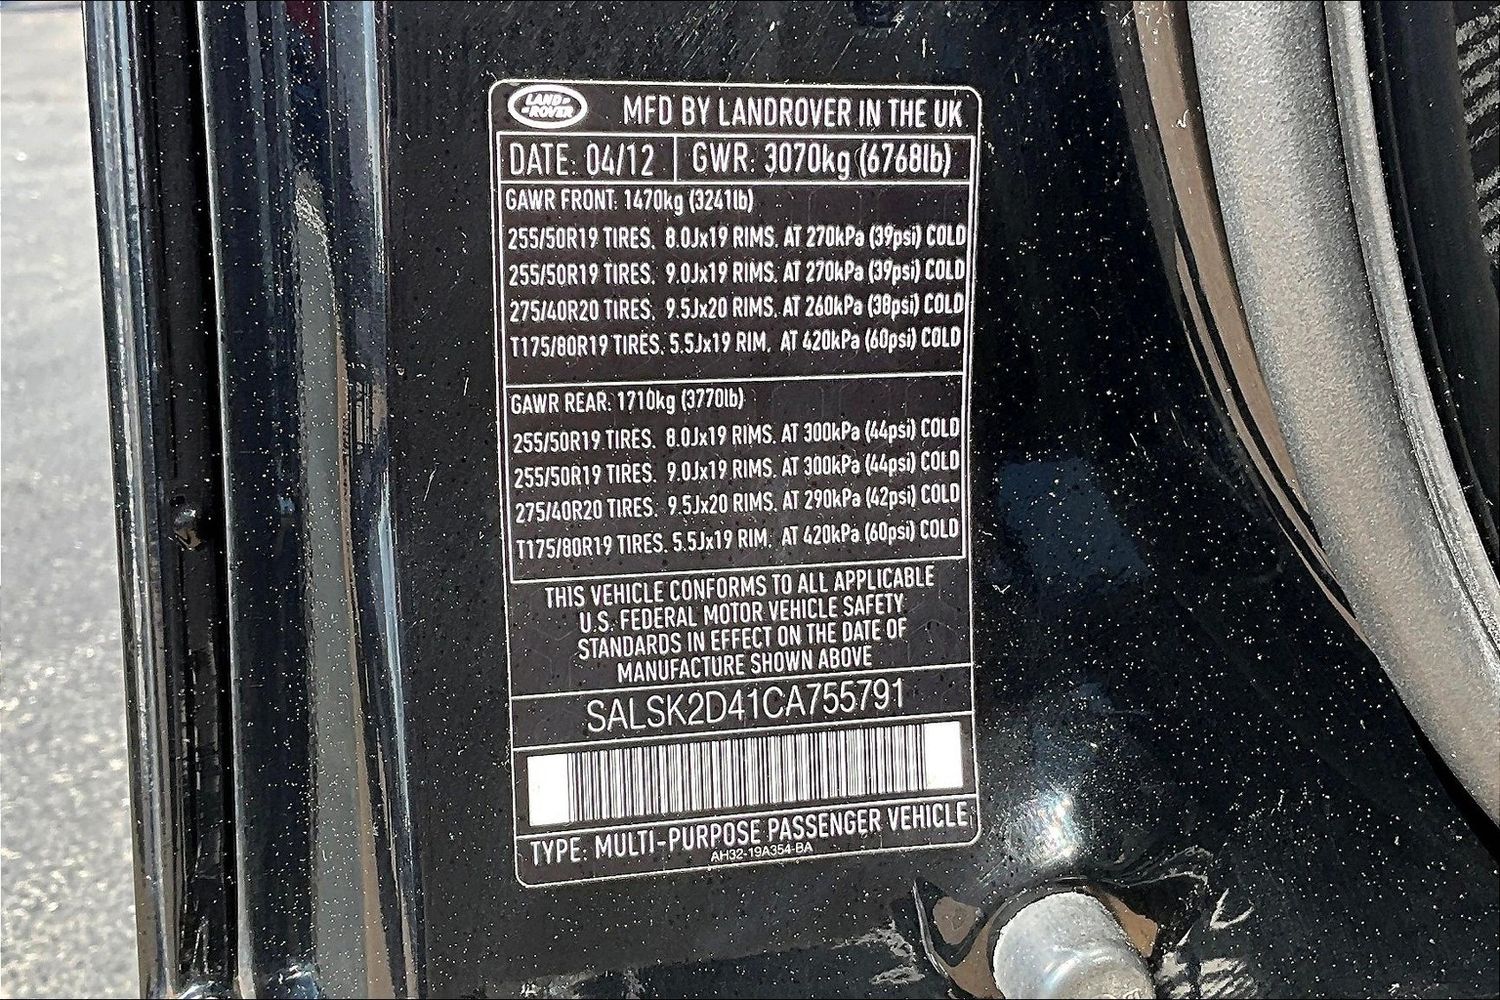 LAND-
-ROVER
MFD BY LANDROVER IN THE UK
DATE: 04/12 GWR: 3070kg (6768lb)
GAWR FRONT: 1470kg (3241lb)
255/50R19 TIRES. 8.0Jx19 RIMS. AT 270kPa (39psi) COLD
255/50R19 TIRES. 9.0Jx19 RIMS. AT 270kPa (39psi) COLD
275/40R20 TIRES. 9.5Jx20 RIMS. AT 260kPa (38psi) COLD
T175/80R19 TIRES. 5.5Jx19 RIM. AT 420kPa (60psi) COLD
GAWR REAR: 1710kg (3770lb)
255/50R19 TIRES. 8.0Jx19 RIMS. AT 300kPa (44psi) COLD
255/50R19 TIRES. 9.0Jx19 RIMS. AT 300kPa (44psi) COLD
275/40R20 TIRES. 9.5Jx20 RIMS. AT 290kPa (42psi) COLD
T175/80R19 TIRES. 5.5Jx19 RIM. AT 420kPa (60psi) COLD
THIS VEHICLE CONFORMS TO ALL APPLICABLE
U.S. FEDERAL MOTOR VEHICLE SAFETY
STANDARDS IN EFFECT ON THE DATE OF
MANUFACTURE SHOWN ABOVE
SALSK2D41CA755791
TYPE: MULTI-PURPOSE PASSENGER VEHICLE
AH32-19A354-BA